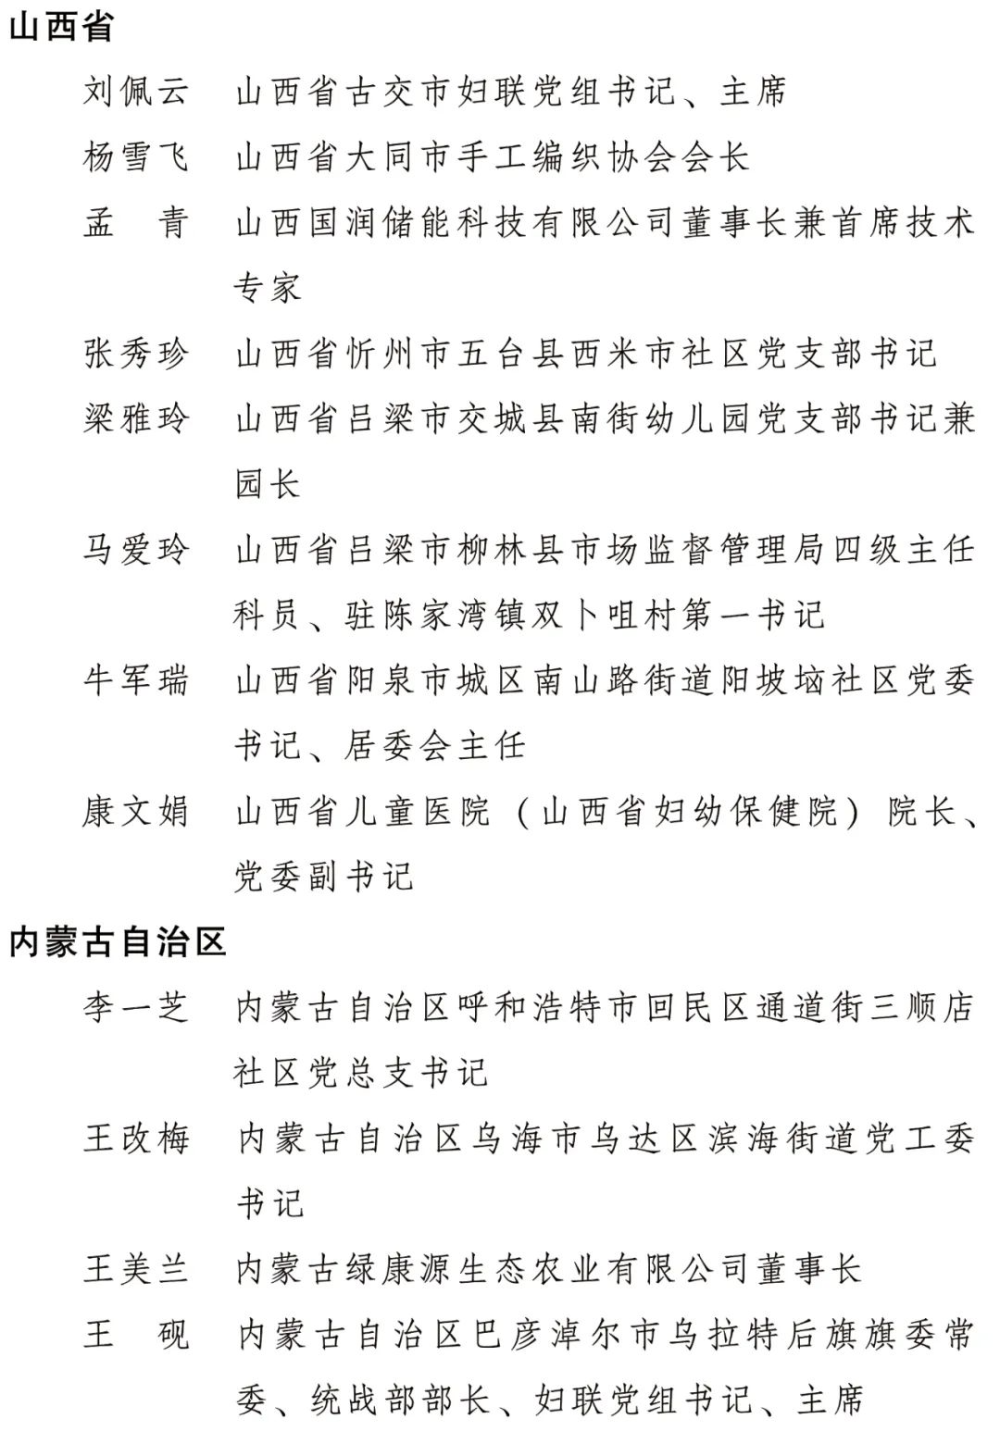 山西省
刘佩云 山西省古交市妇联党组书记、主席
杨雪飞 山西省大同市手工编织协会会长
孟 青 山西国润储能科技有限公司董事长兼首席技术
专家
张秀珍 山西省忻州市五台县西米市社区党支部书记
梁雅玲 山西省吕梁市交城县南街幼儿园党支部书记兼
园长
马爱玲 山西省吕梁市柳林县市场监督管理局四级主任
科员、驻陈家湾镇双卜咀村第一书记
牛军瑞 山西省阳泉市城区南山路街道阳坡垴社区党委
书记、居委会主任
康文娟 山西省儿童医院（山西省妇幼保健院）院长、
党委副书记
内蒙古自治区
李一芝 内蒙古自治区呼和浩特市回民区通道街三顺店
社区党总支书记
王改梅 内蒙古自治区乌海市乌达区滨海街道党工委
书记
王美兰 内蒙古绿康源生态农业有限公司董事长
王 砚 内蒙古自治区巴彦淖尔市乌拉特后旗旗委常
委、统战部部长、妇联党组书记、主席